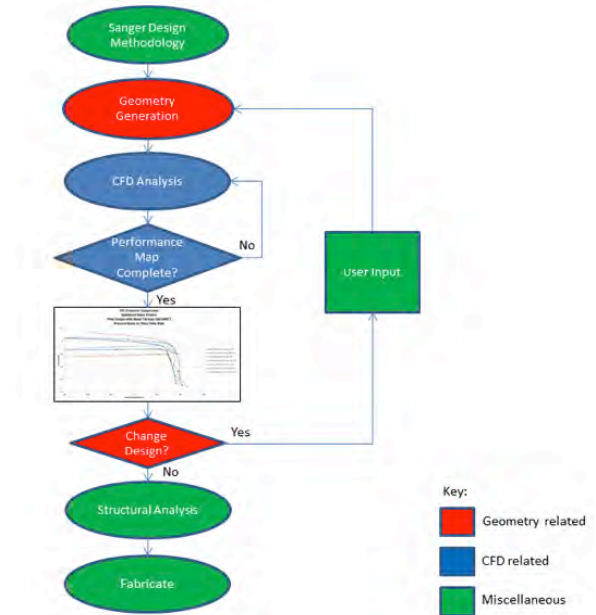 Sanger Design
Methodology
Geometry
Generation
CFD Analysis
Performance
Map
Complete?
No
User Input
Yes
Change
Design?
Yes
No
Structural Analysis
Fabricate
Key:
Geometry related
CFD related
Miscellaneous